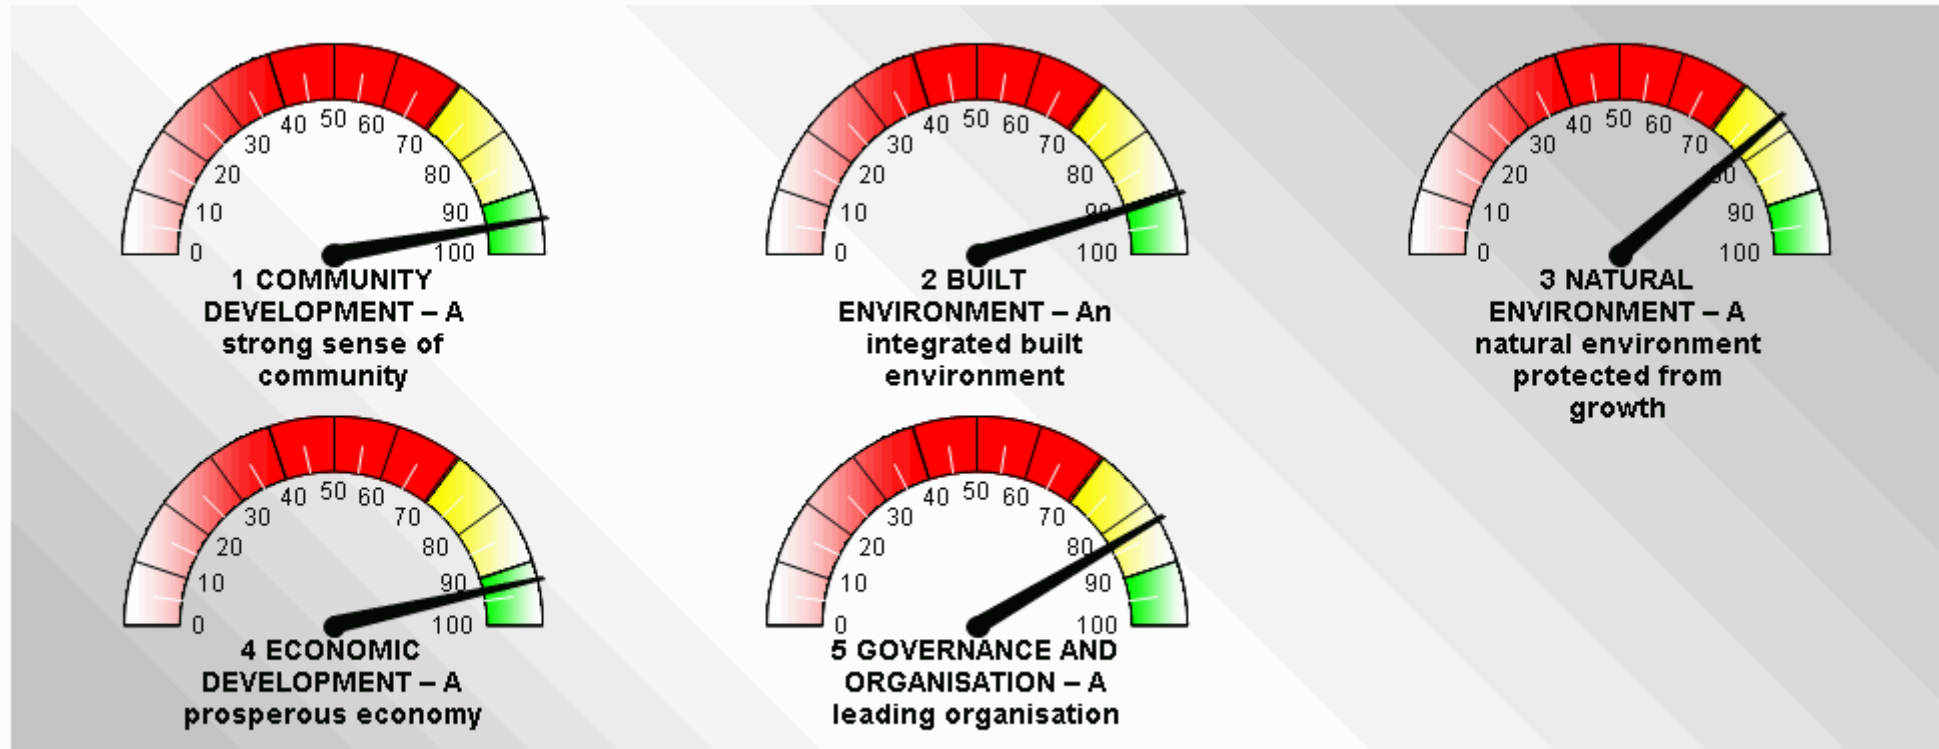 0 10 20 30 40 50 60 70 80 90 100
1 COMMUNITY
DEVELOPMENT – A
strong sense of
community
0 10 20 30 40 50 60 70 80 90 100
2 BUILT
ENVIRONMENT – An
integrated built
environment
0 10 20 30 40 50 60 70 80 90 100
3 NATURAL
ENVIRONMENT – A
natural environment
protected from
growth
0 10 20 30 40 50 60 70 80 90 100
4 ECONOMIC
DEVELOPMENT – A
prosperous economy
0 10 20 30 40 50 60 70 80 90 100
5 GOVERNANCE AND
ORGANISATION – A
leading organisation